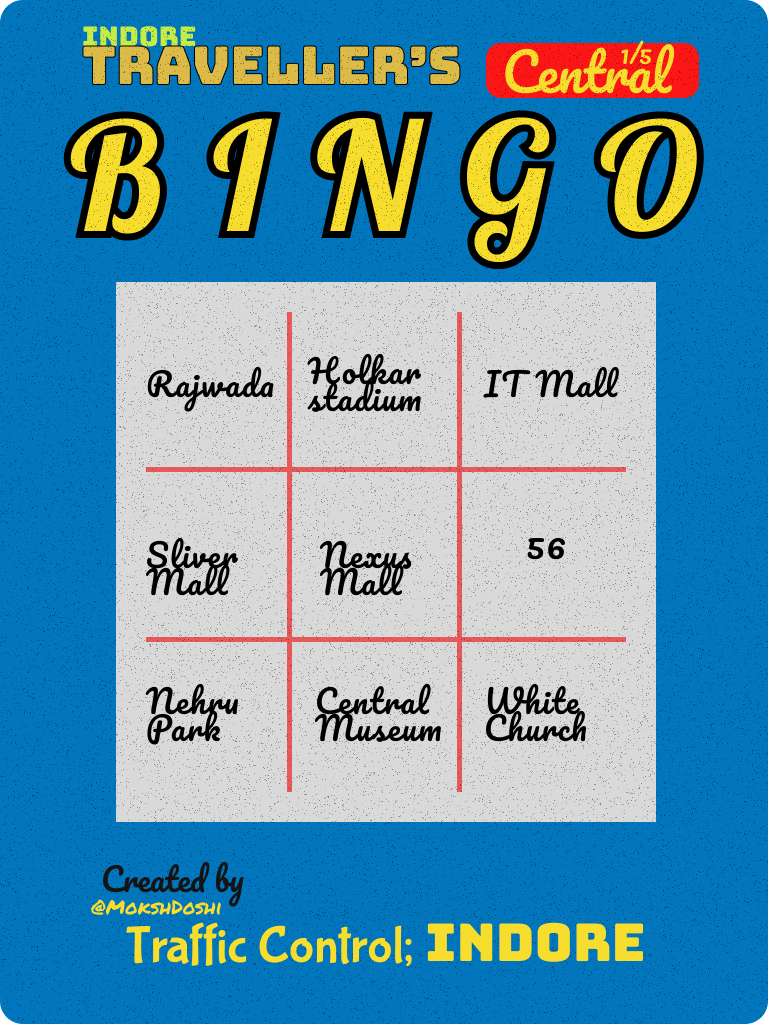 INDORE
TRAVELLER'S
1/5
Central
BINGO
Rajwada
Holkar
stadium
IT Mall
Sliver
Mall
Nexus
Mall
56
Nehru
Park
Central
Museum
White
Church
Created by
@MokshDoshi
Traffic Control; INDORE